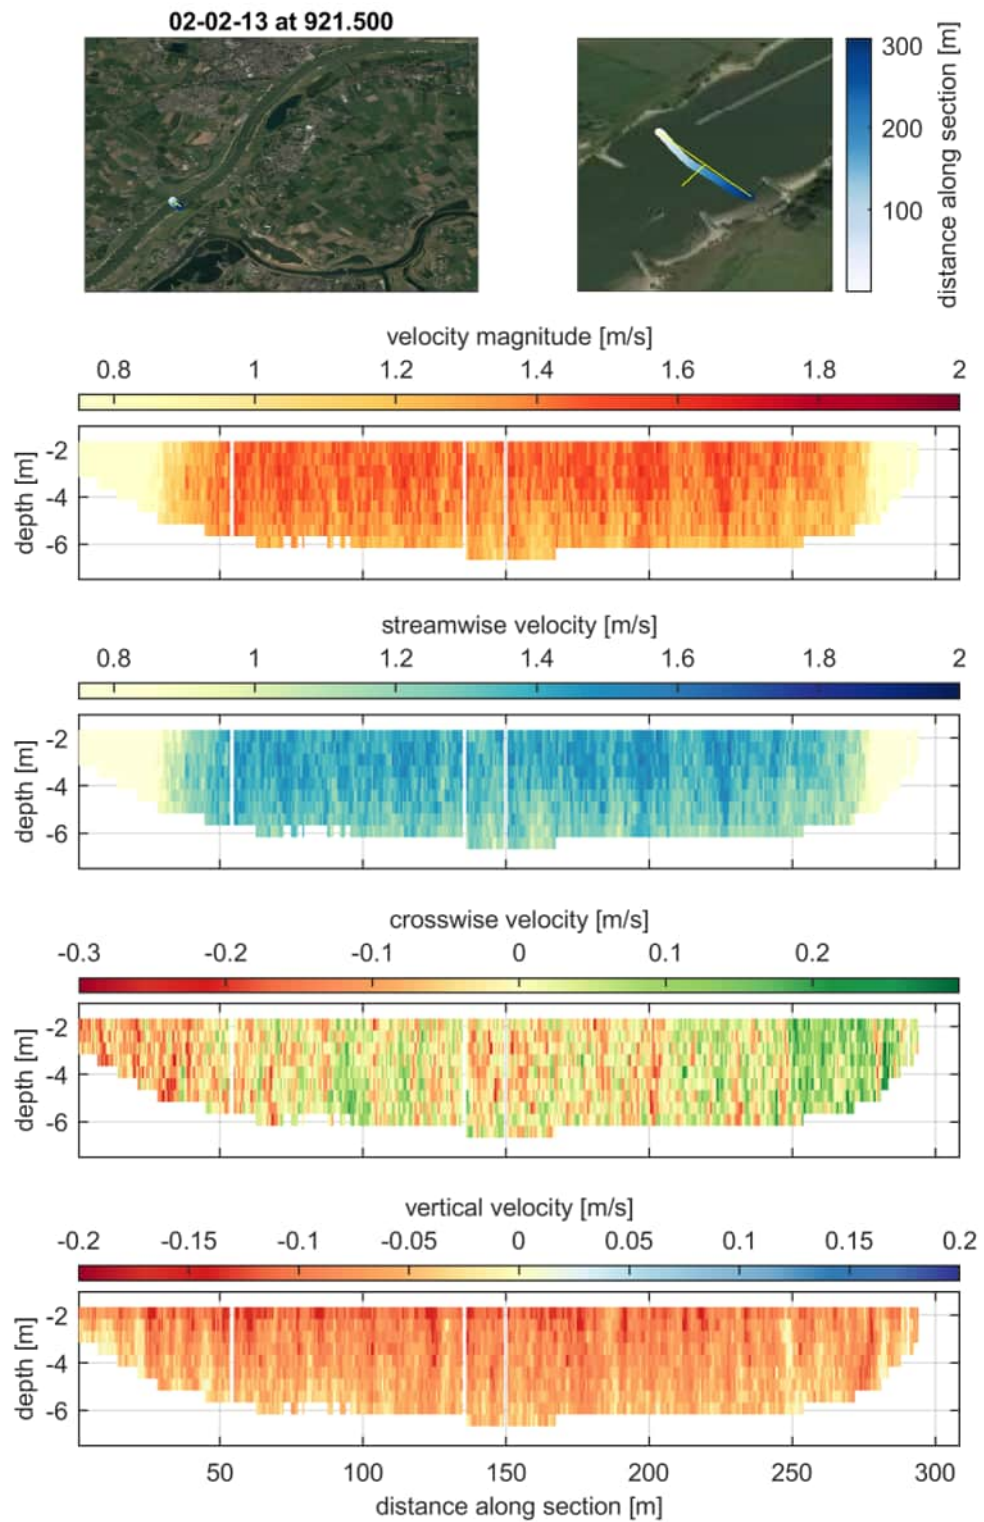 02-02-13 at 921.500
300
200
100
distance along section [m]
velocity magnitude [m/s]
0.8 1 1.2 1.4 1.6 1.8 2
-2
-4
-6
depth [m]
streamwise velocity [m/s]
0.8 1 1.2 1.4 1.6 1.8 2
-2
-4
-6
depth [m]
crosswise velocity [m/s]
-0.3 -0.2 -0.1 0 0.1 0.2
-2
-4
-6
depth [m]
vertical velocity [m/s]
-0.2 -0.15 -0.1 -0.05 0 0.05 0.1 0.15 0.2
-2
-4
-6
depth [m]
50 100 150 200 250 300
distance along section [m]